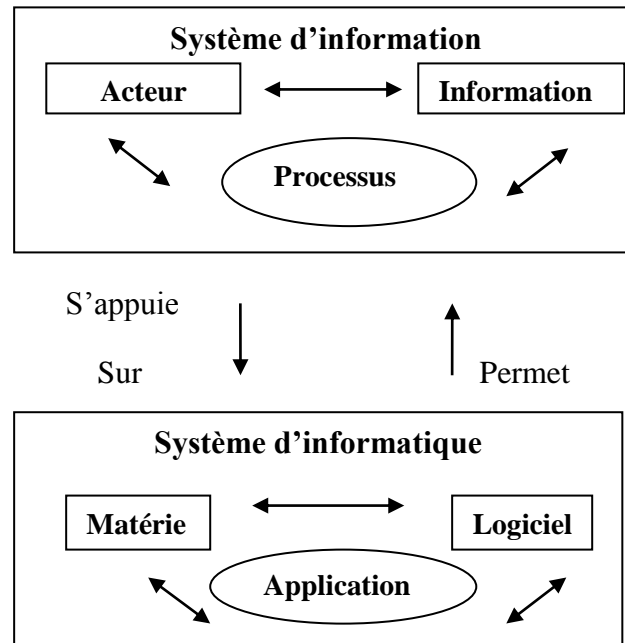 Système d’information
Acteur Information
Processus
S’appuie
Sur Permet
Système d’informatique
Matérie Logiciel
Application